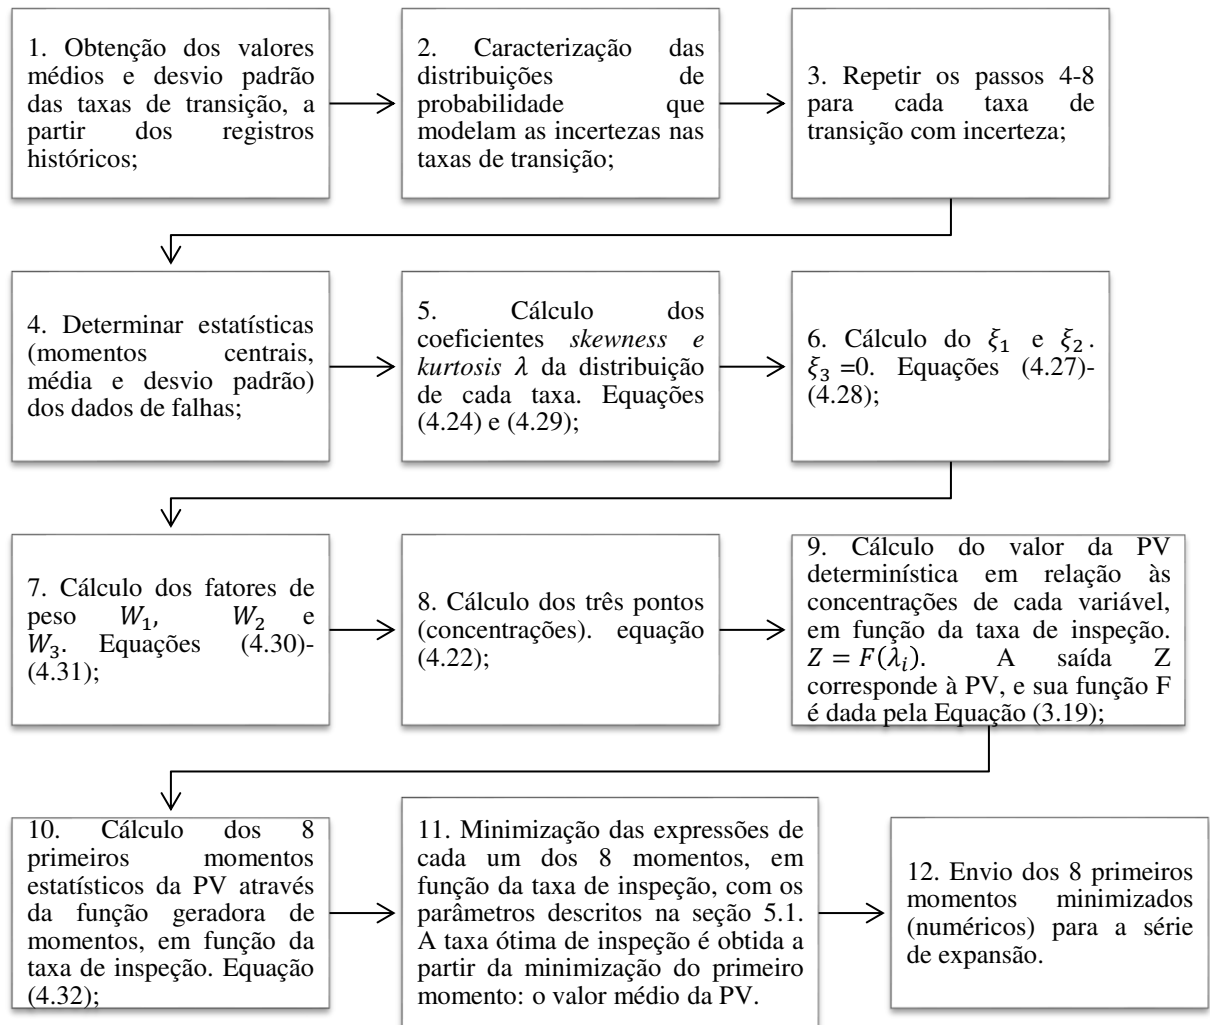 1. Obtenção dos valores
médios e desvio padrão
das taxas de transição, a
partir dos registros
históricos;
2. Caracterização das
distribuições de
probabilidade que
modelam as incertezas nas
taxas de transição;
3. Repetir os passos 4-8
para cada taxa de
transição com incerteza;
4. Determinar estatísticas
(momentos centrais,
média e desvio padrão)
dos dados de falhas;
5. Cálculo dos
coeficientes skewness e
kurtosis λ da distribuição
de cada taxa. Equações
(4.24) e (4.29);
6. Cálculo do ξ₁ e ξ₂.
ξ₃ =0. Equações (4.27)-
(4.28);
7. Cálculo dos fatores de
peso W₁, W₂ e
W₃. Equações (4.30)-
(4.31);
8. Cálculo dos três pontos
(concentrações). equação
(4.22);
9. Cálculo do valor da PV
determinística em relação às
concentrações de cada variável,
em função da taxa de inspeção.
Z = F(λᵢ). A saída Z
corresponde à PV, e sua função F
é dada pela Equação (3.19);
10. Cálculo dos 8
primeiros momentos
estatísticos da PV através
da função geradora de
momentos, em função da
taxa de inspeção. Equação
(4.32);
11. Minimização das expressões de
cada um dos 8 momentos, em
função da taxa de inspeção, com os
parâmetros descritos na seção 5.1.
A taxa ótima de inspeção é obtida a
partir da minimização do primeiro
momento: o valor médio da PV.
12. Envio dos 8 primeiros
momentos minimizados
(numéricos) para a série
de expansão.